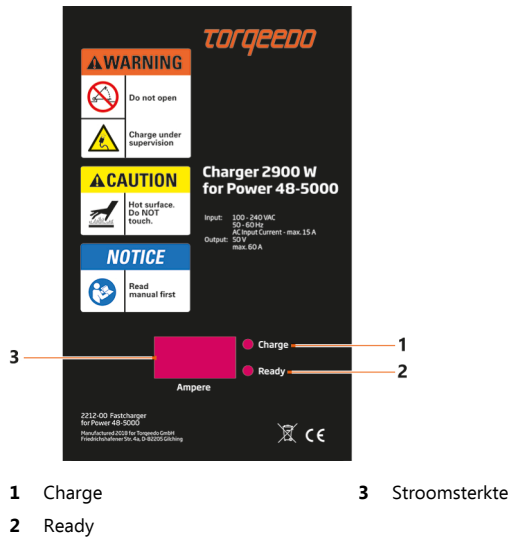 TORQEEDO
WARNING
Do not open
Charge under
supervision
CAUTION
Hot surface.
Do NOT
touch.
NOTICE
Read
manual first
Charger 2900 W
for Power 48-5000
Input: 100 - 240 VAC
50 - 60 Hz
AC Input Current - max. 15 A
Output: 50 V
max. 60 A
Charge
1
3
Ready
2
Ampere
2212-00 Fastcharger
for Power 48-5000
Manufactured 2018 for Torqeedo GmbH
Friedrichshafener Str. 4a, D-82205 Gilching
CE
1 Charge
3 Stroomsterkte
2 Ready